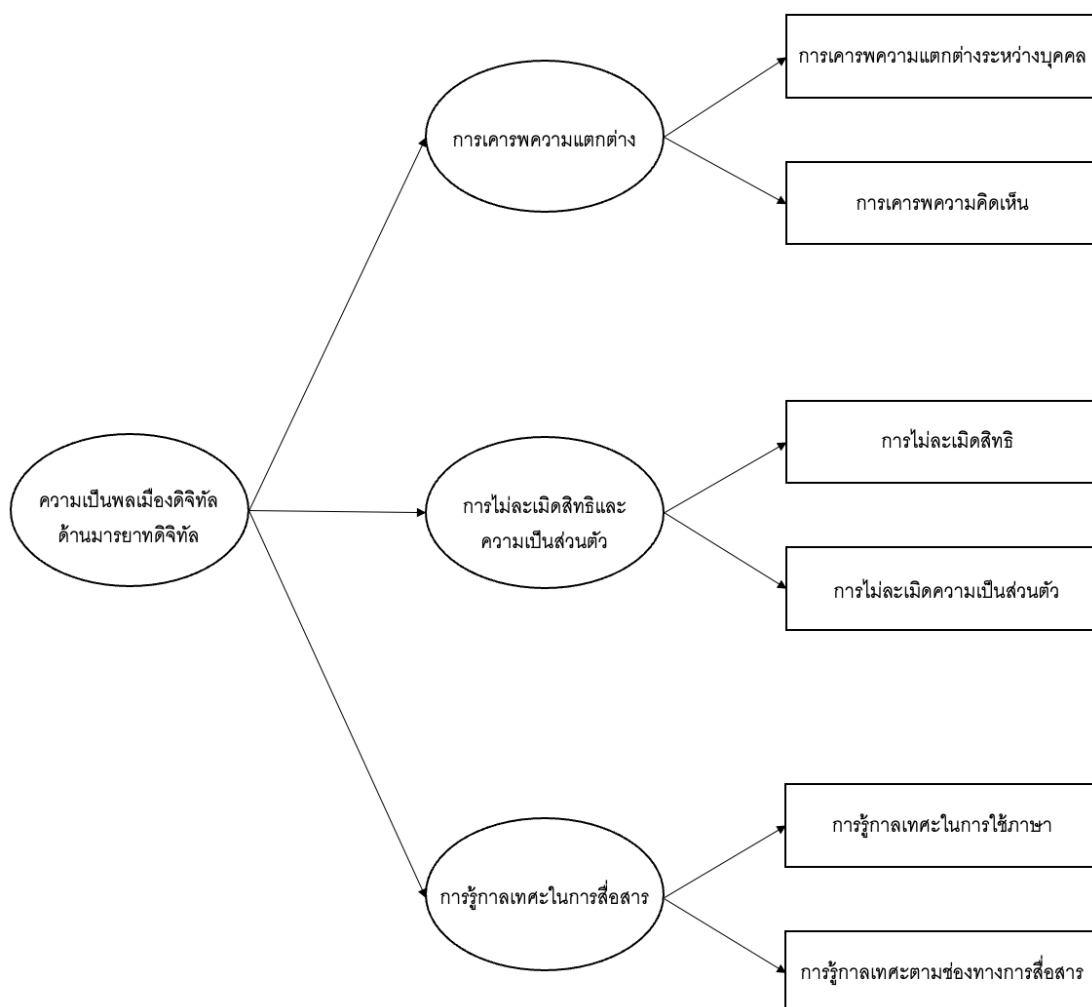 การเคารพความแตกต่างระหว่างบุคคล
การเคารพความแตกต่าง
การเคารพความคิดเห็น
การไม่ละเมิดสิทธิ
ความเป็นพลเมืองดิจิทัล
ด้านมารยาทดิจิทัล
การไม่ละเมิดสิทธิและ
ความเป็นส่วนตัว
การไม่ละเมิดความเป็นส่วนตัว
การรู้กาลเทศะในการใช้ภาษา
การรู้กาลเทศะในการสื่อสาร
การรู้กาลเทศะตามช่องทางการสื่อสาร